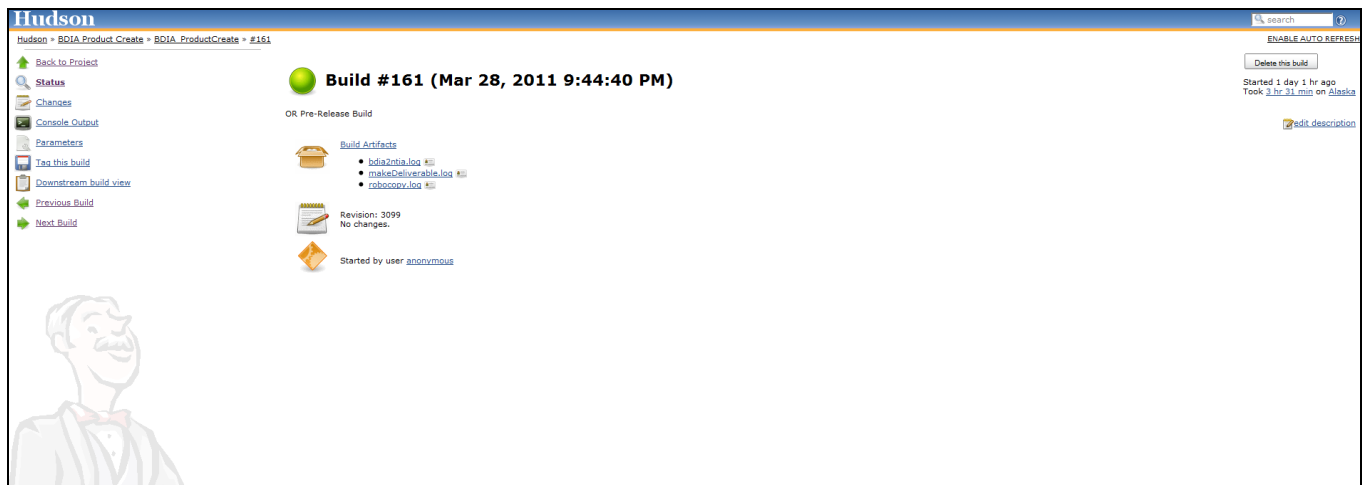 Hudson
search
Hudson » BDIA Product Create » BDIA_ProductCreate » #161
ENABLE AUTO REFRESH
Back to Project
Status
Changes
Console Output
Parameters
Tag this build
Downstream build view
Previous Build
Next Build
Build #161 (Mar 28, 2011 9:44:40 PM)
OR Pre-Release Build
Build Artifacts
bdia2ntia.log
makeDeliverable.log
robocopy.log
Revision: 3099
No changes.
Started by user anonymous
Delete this build
Started 1 day 1 hr ago
Took 3 hr 31 min on Alaska
edit description